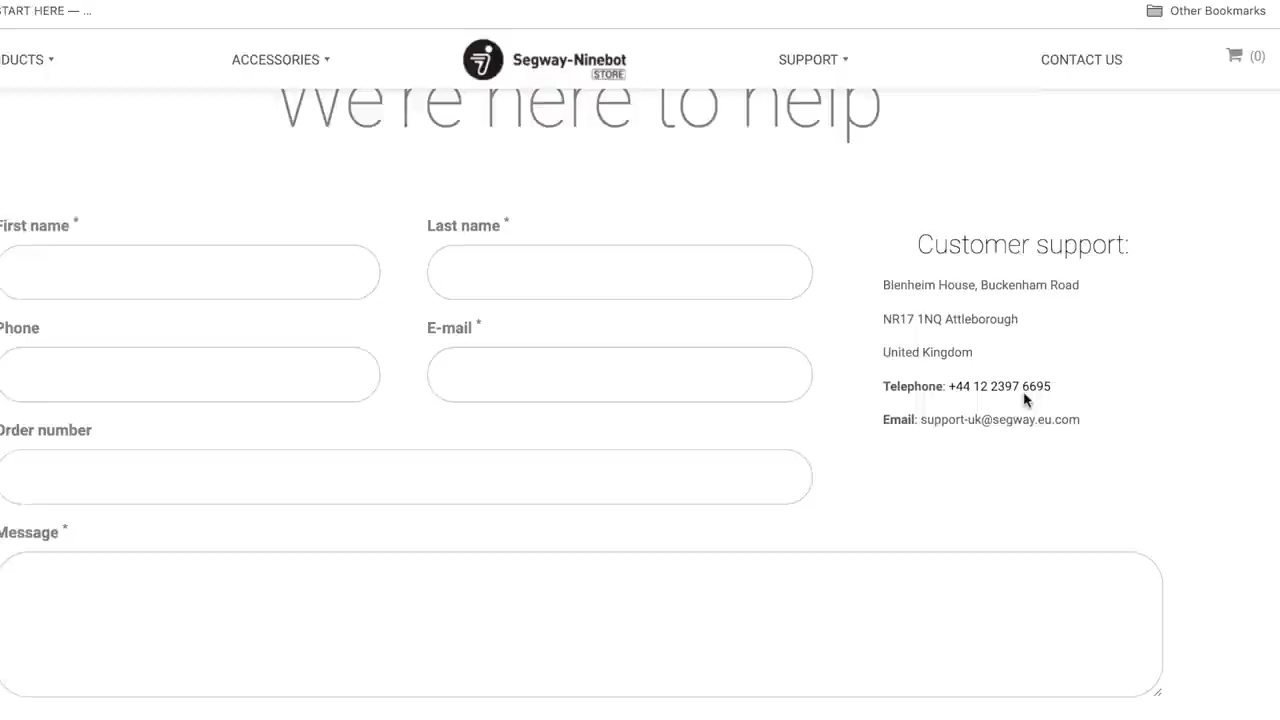 START HERE — ...
Other Bookmarks
DUCTS ▾
ACCESSORIES ▾
Segway-Ninebot
STORE
SUPPORT ▾
CONTACT US
(0)
We're here to help
First name *
Last name *
Customer support:
Blenheim House, Buckenham Road
NR17 1NQ Attleborough
Phone
E-mail *
United Kingdom
Telephone: +44 12 2397 6695
Email: support-uk@segway.eu.com
Order number
Message *